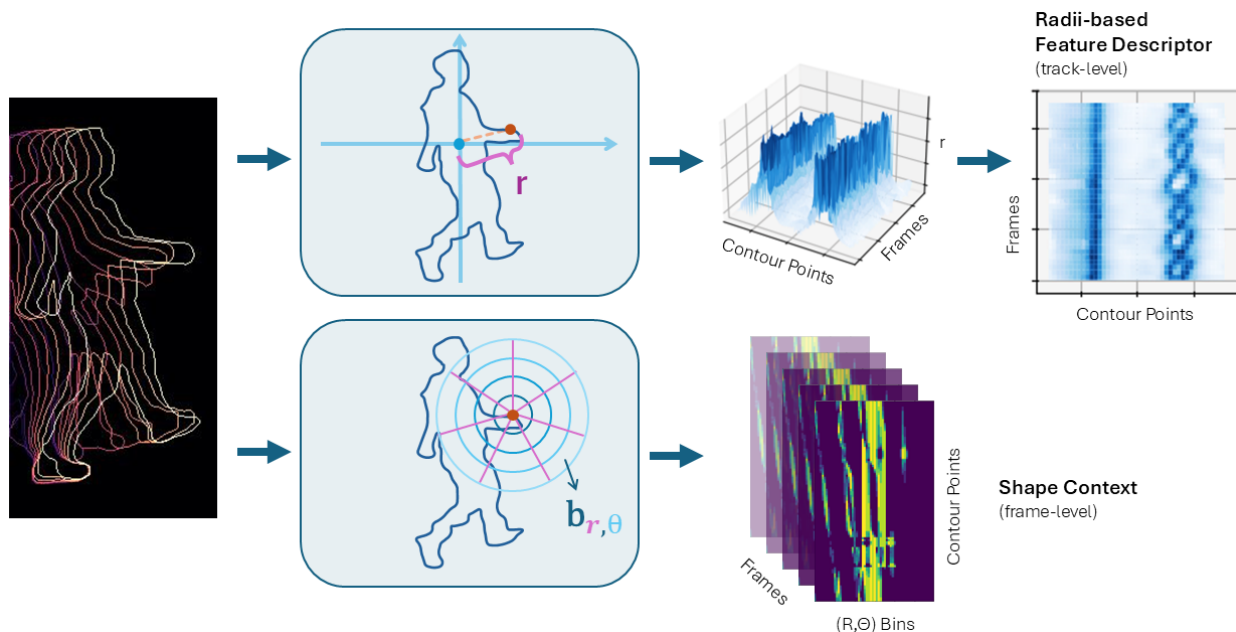 Radii-based
Feature Descriptor
(track-level)
r
r
Contour Points
Frames
Frames
Contour Points
b r,θ
Contour Points
Frames
(R,Θ) Bins
Shape Context
(frame-level)